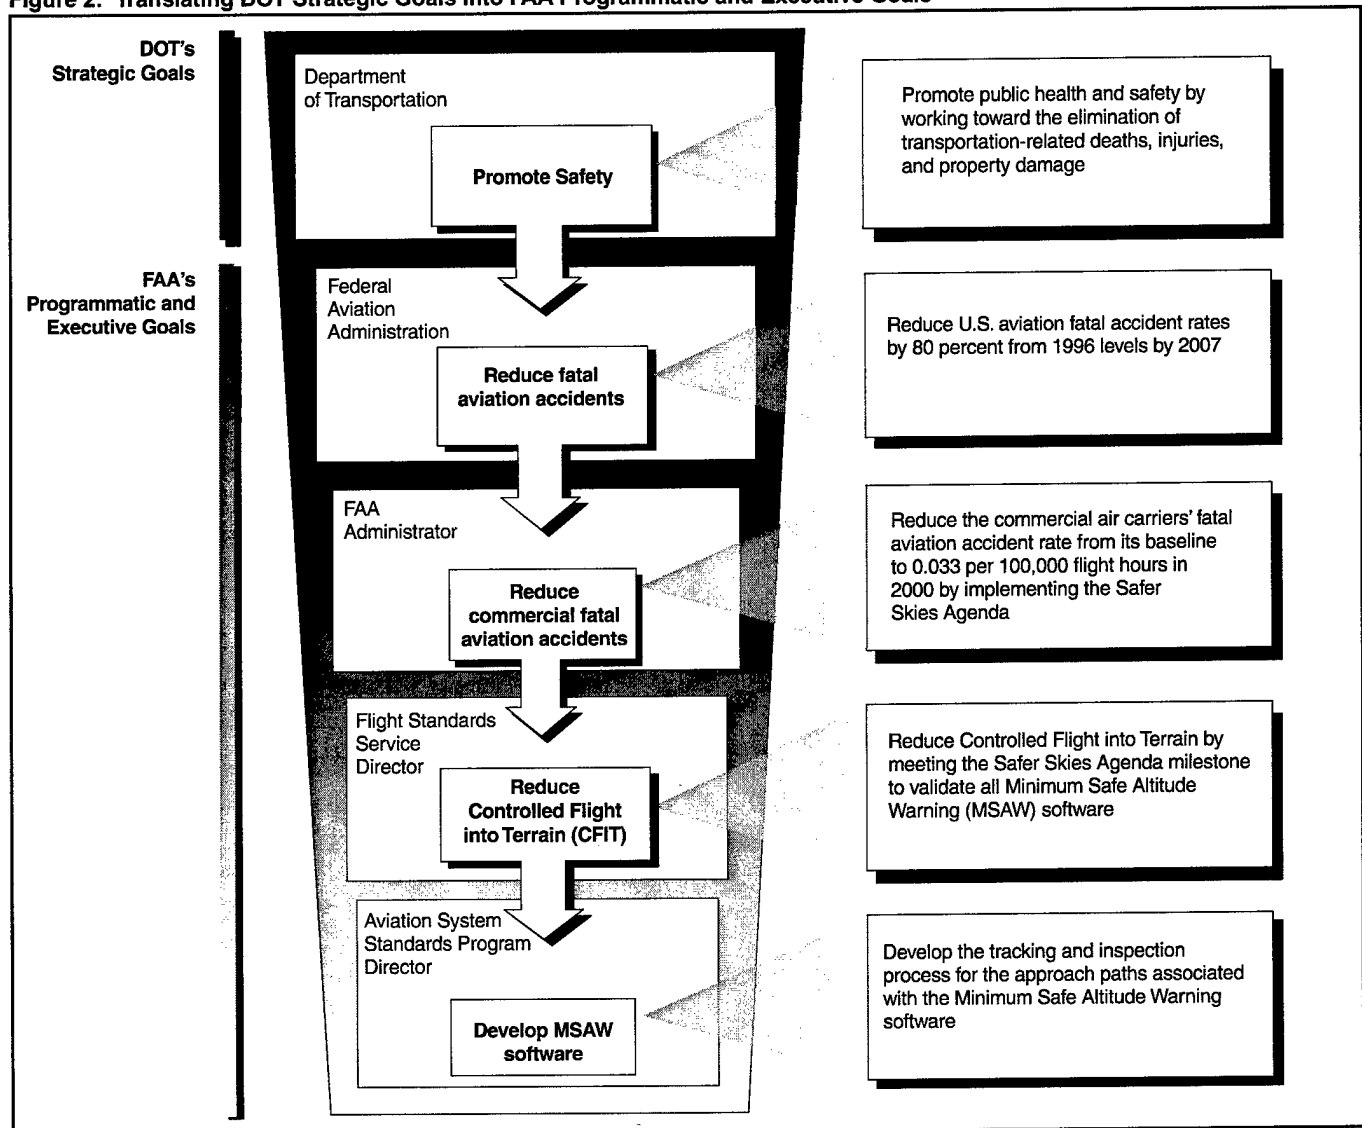 Figure 2: Translating DOT Strategic Goals into FAA Programmatic and Executive Goals
DOT's
Strategic Goals
Department
of Transportation
Promote Safety
Promote public health and safety by
working toward the elimination of
transportation-related deaths, injuries,
and property damage
FAA's
Programmatic and
Executive Goals
Federal
Aviation
Administration
Reduce fatal
aviation accidents
Reduce U.S. aviation fatal accident rates
by 80 percent from 1996 levels by 2007
FAA
Administrator
Reduce
commercial fatal
aviation accidents
Reduce the commercial air carriers' fatal
aviation accident rate from its baseline
to 0.033 per 100,000 flight hours in
2000 by implementing the Safer
Skies Agenda
Flight Standards
Service
Director
Reduce
Controlled Flight
into Terrain (CFIT)
Reduce Controlled Flight into Terrain by
meeting the Safer Skies Agenda milestone
to validate all Minimum Safe Altitude
Warning (MSAW) software
Aviation System
Standards Program
Director
Develop MSAW
software
Develop the tracking and inspection
process for the approach paths associated
with the Minimum Safe Altitude Warning
software